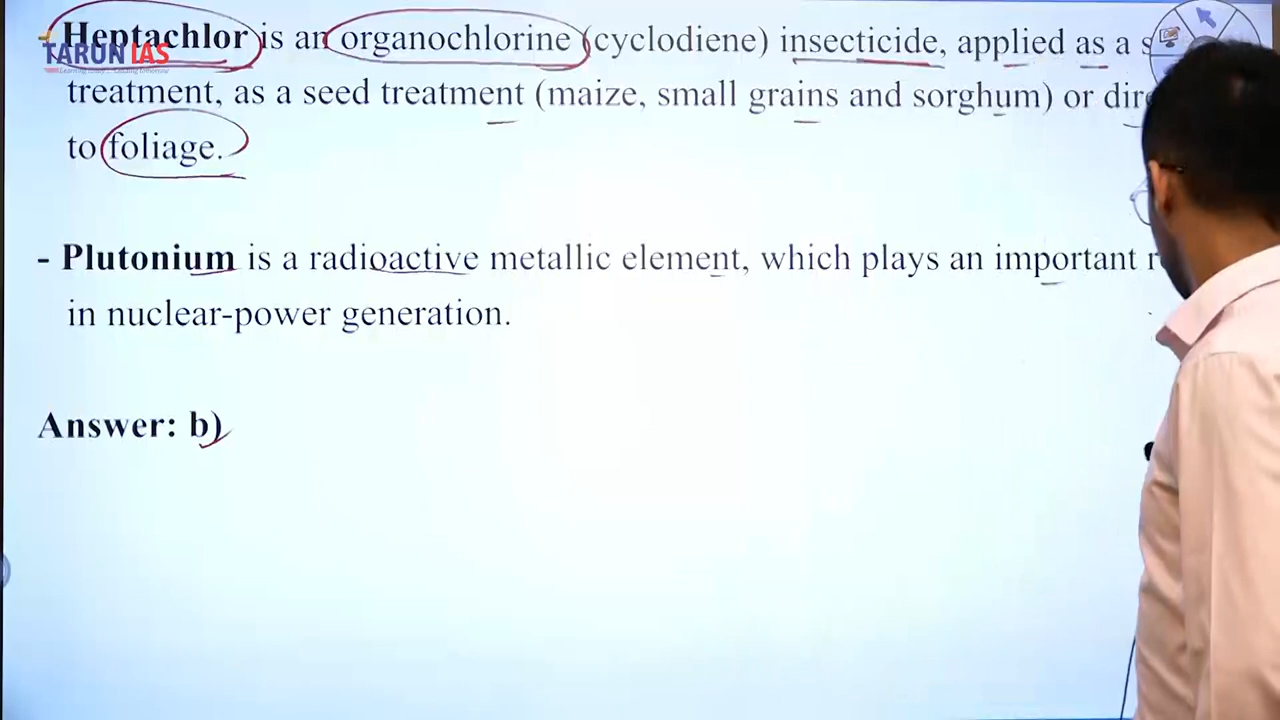 Heptachlor is an organochlorine (cyclodiene) insecticide, applied as a
TARUN IAS
treatment, as a seed treatment (maize, small grains and sorghum) or
to foliage.
- Plutonium is a radioactive metallic element, which plays an important
in nuclear-power generation.
Answer: b)